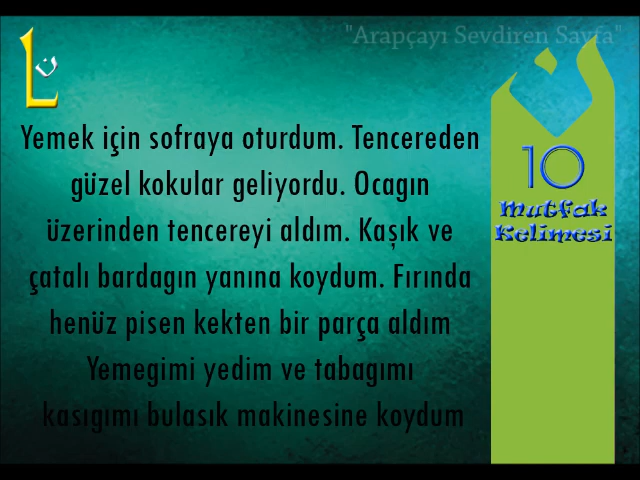 "Arapçayı Sevdiren Sayfa"
Yemek için sofraya oturdum. Tencereden
güzel kokular geliyordu. Ocagın
üzerinden tencereyi aldım. Kaşık ve
çatalı bardagın yanına koydum. Fırında
henüz pisen kekten bir parça aldım
Yemegimi yedim ve tabagımı
kasıgımı bulasık makinesine koydum
ن
10
Mutfak
Kelimesi